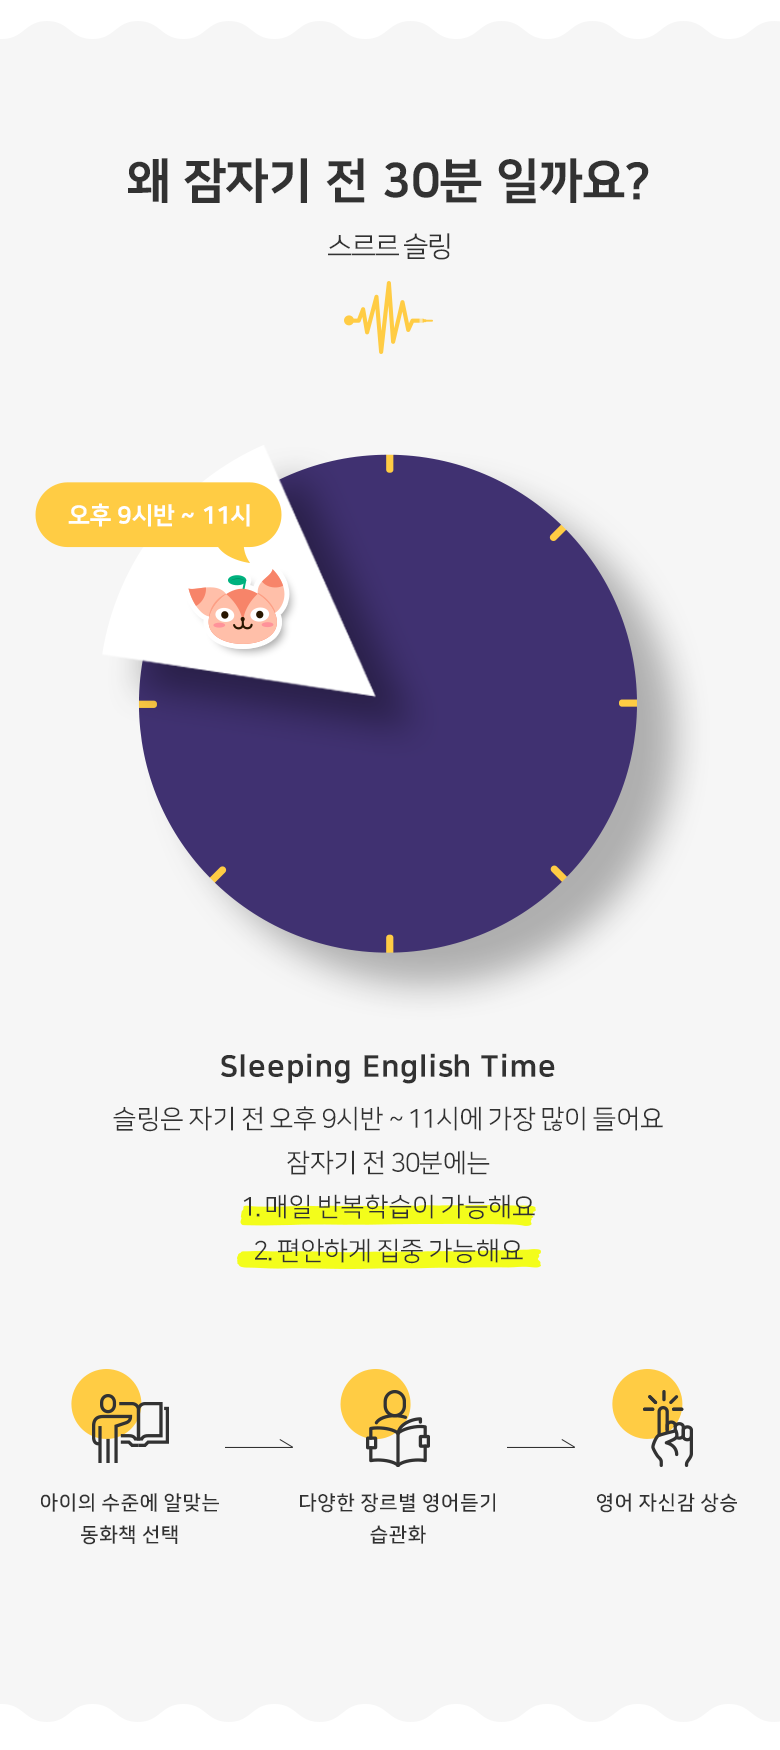 왜 잠자기 전 30분 일까요?
스르르 슬링
오후 9시반 ~ 11시
Sleeping English Time
슬링은 자기 전 오후 9시반 ~ 11시에 가장 많이 들어요
잠자기 전 30분에는
1. 매일 반복학습이 가능해요
2. 편안하게 집중 가능해요
아이의 수준에 알맞는
동화책 선택
다양한 장르별 영어듣기
습관화
영어 자신감 상승